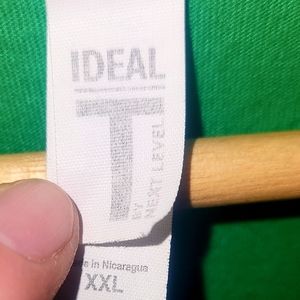 IDEAL
T
BY
NEXT LEVEL
in Nicaragua
XXL